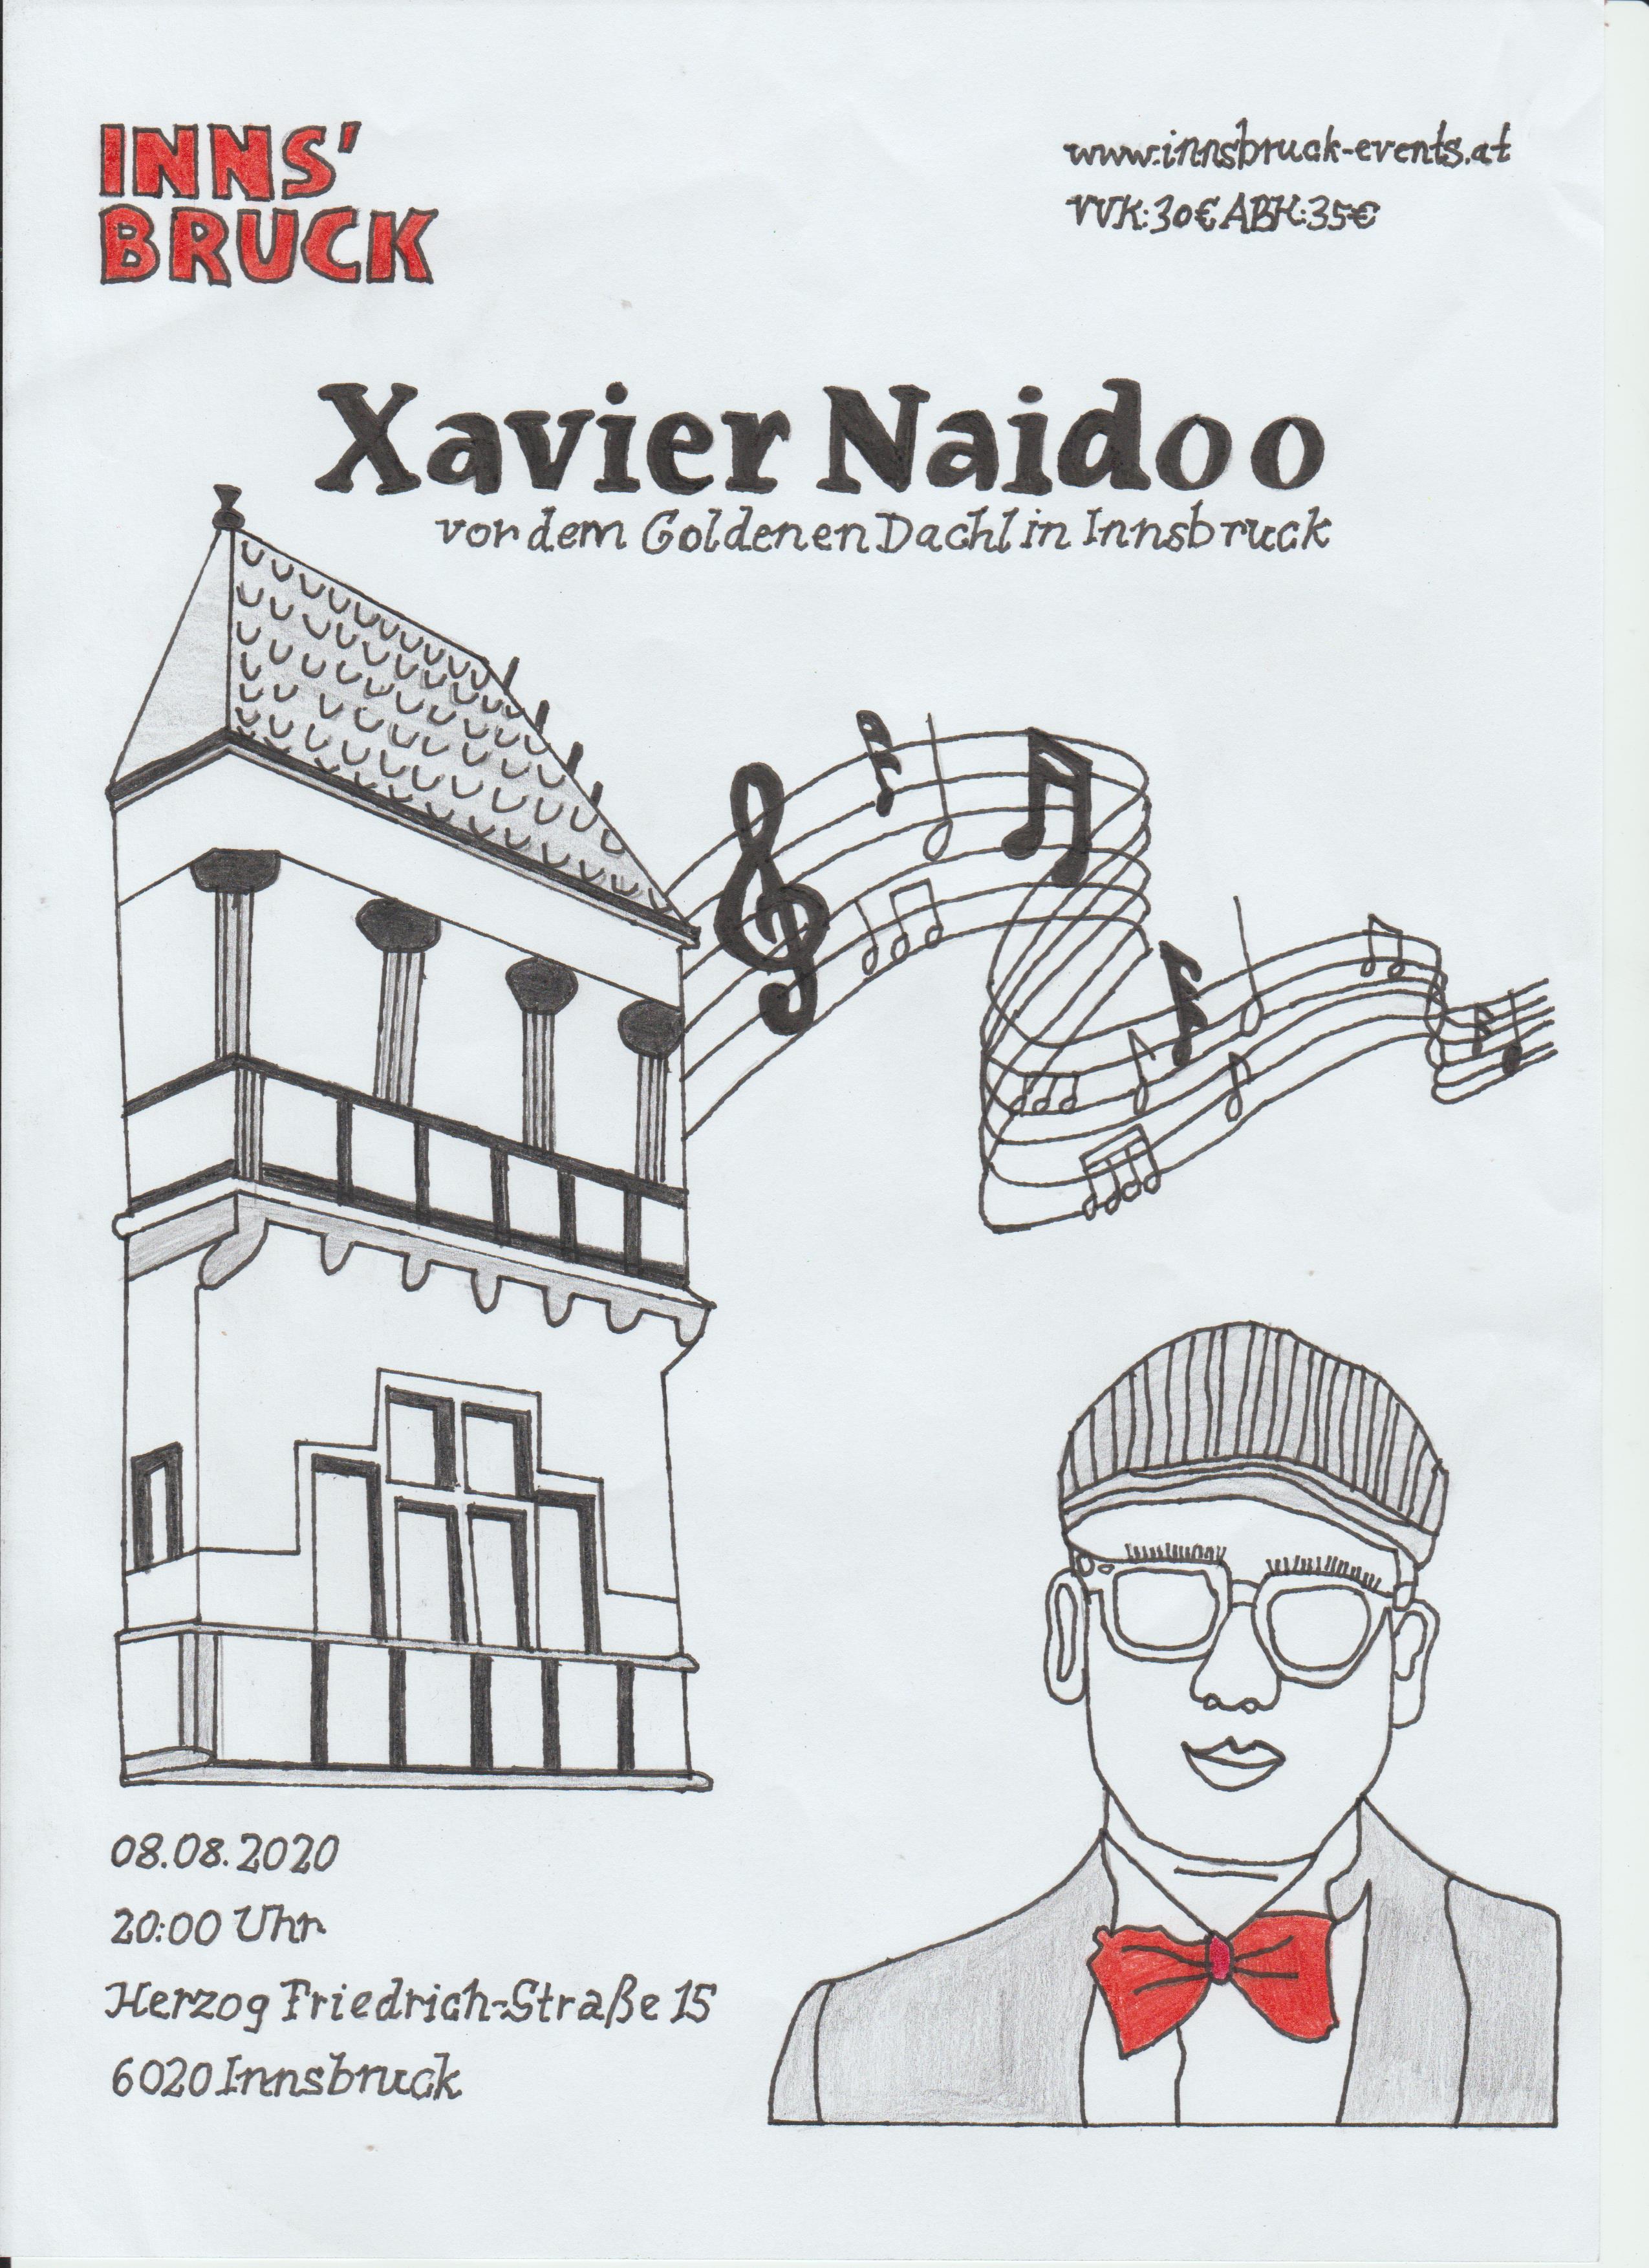 INNS'
BRUCK
www.innsbruck-events.at
VVK:30€ ABK:35€
Xavier Naidoo
vor dem Goldenen Dachl in Innsbruck
08.08.2020
20:00 Uhr
Herzog Friedrich-Straße 15
6020 Innsbruck